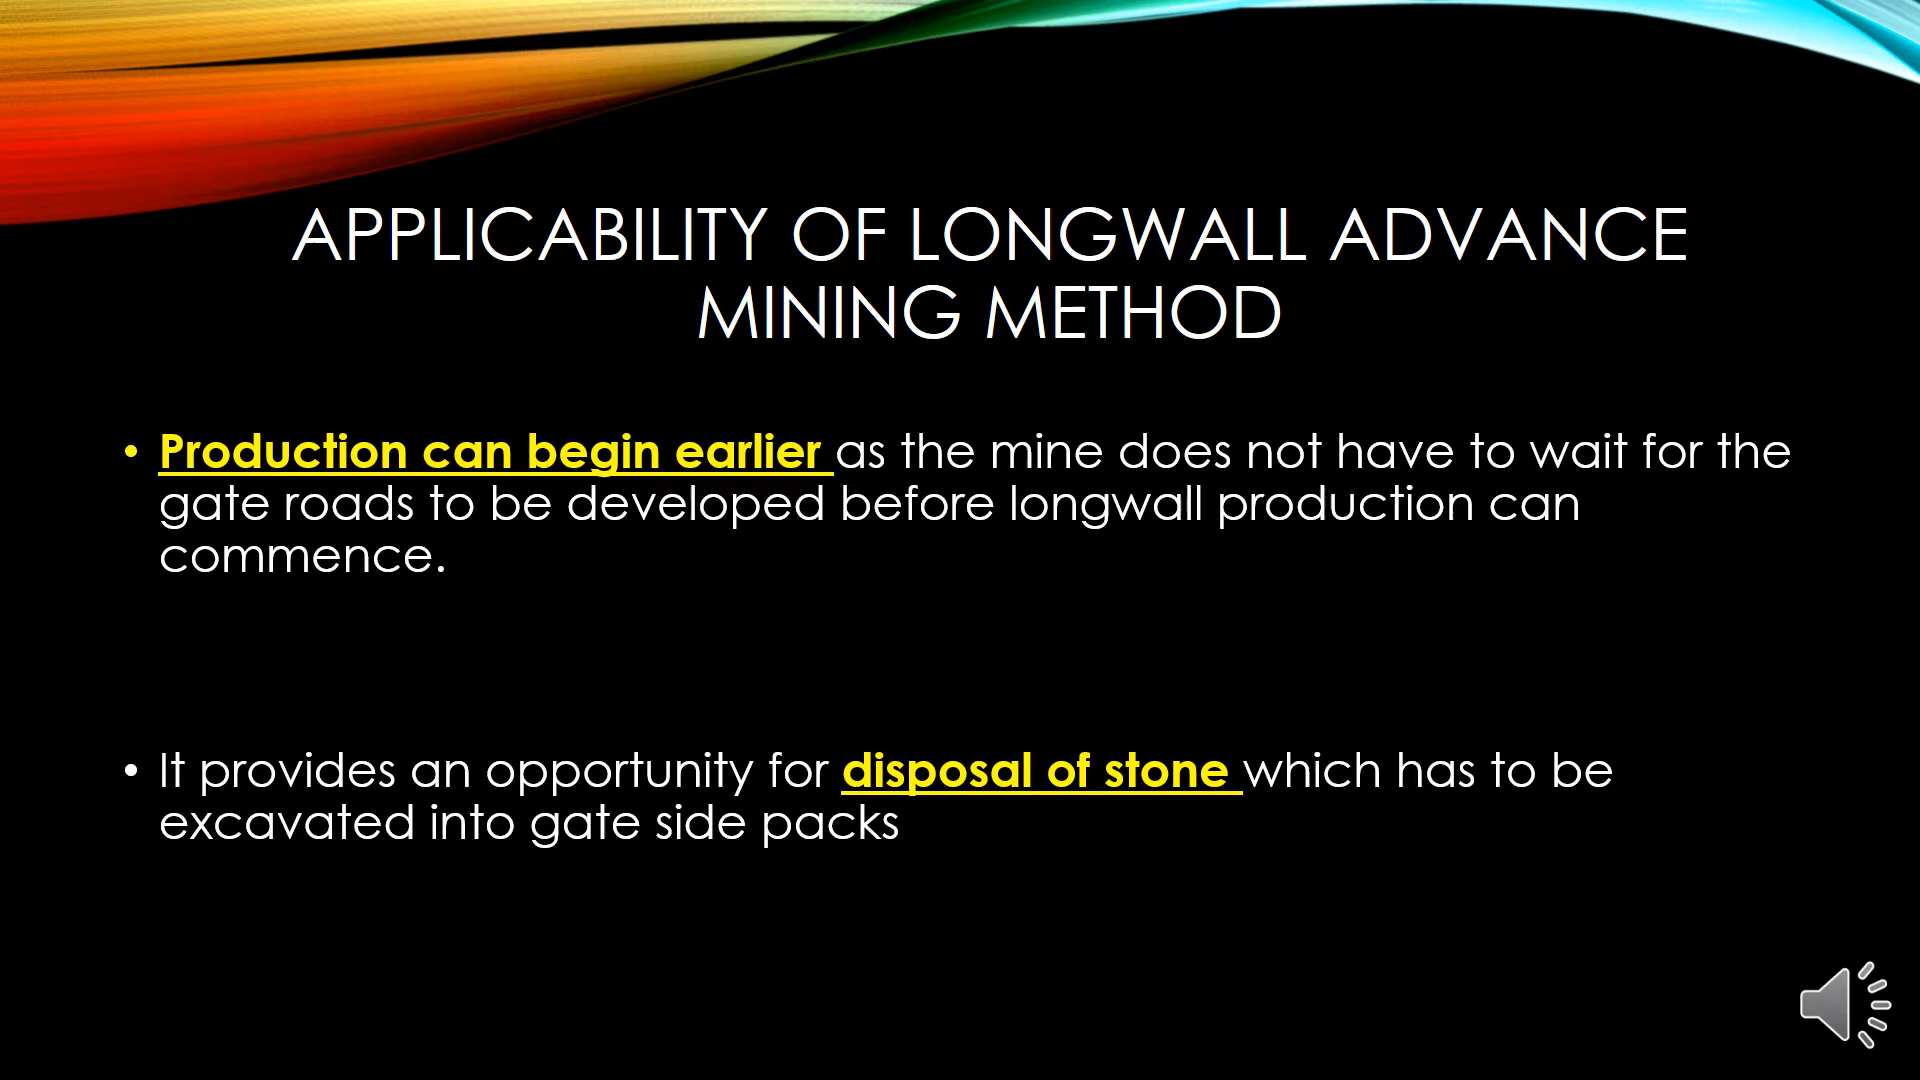 APPLICABILITY OF LONGWALL ADVANCE
MINING METHOD
• Production can begin earlier as the mine does not have to wait for the
gate roads to be developed before longwall production can
commence.
• It provides an opportunity for disposal of stone which has to be
excavated into gate side packs